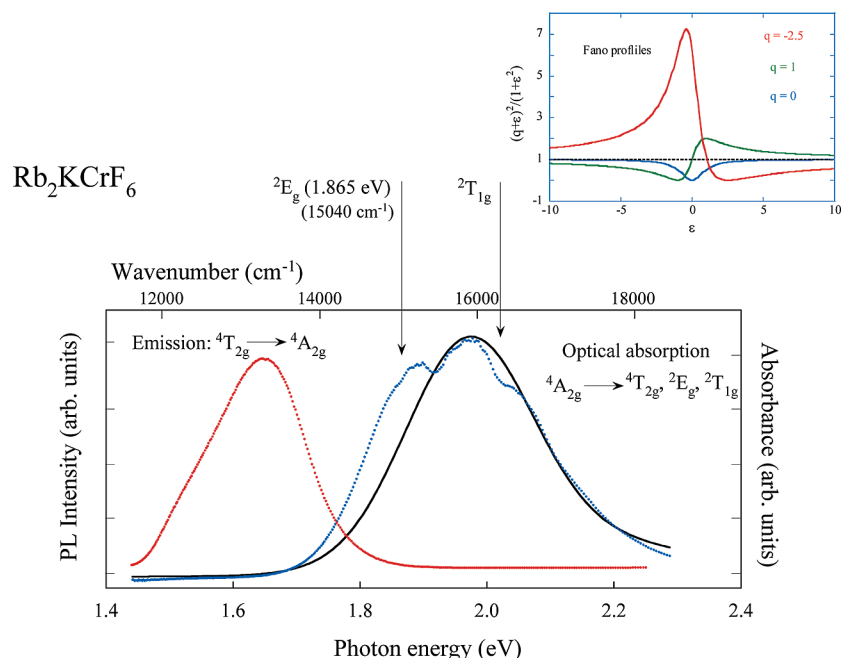 7
5
3
1
-1
(q+ε)²/(1+ε²)
Fano profliles
q = -2.5
q = 1
q = 0
-10
-5
0
5
10
ε
Rb₂KCrF₆
²E_g (1.865 eV)
(15040 cm⁻¹)
²T₁g
Wavenumber (cm⁻¹)
12000
14000
16000
18000
Emission: ⁴T₂g → ⁴A₂g
Optical absorption
⁴A₂g → ⁴T₂g, ²E_g, ²T₁g
PL Intensity (arb. units)
Absorbance (arb. units)
1.4
1.6
1.8
2.0
2.2
2.4
Photon energy (eV)